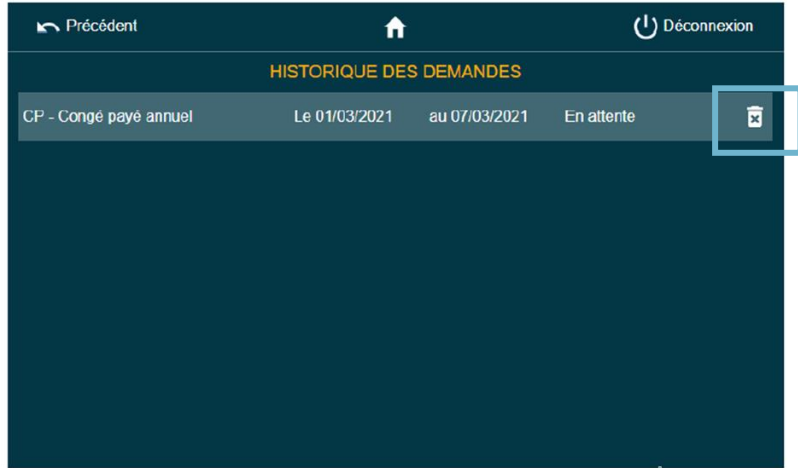 Précédent Déconnexion
HISTORIQUE DES DEMANDES
CP - Congé payé annuel Le 01/03/2021 au 07/03/2021 En attente